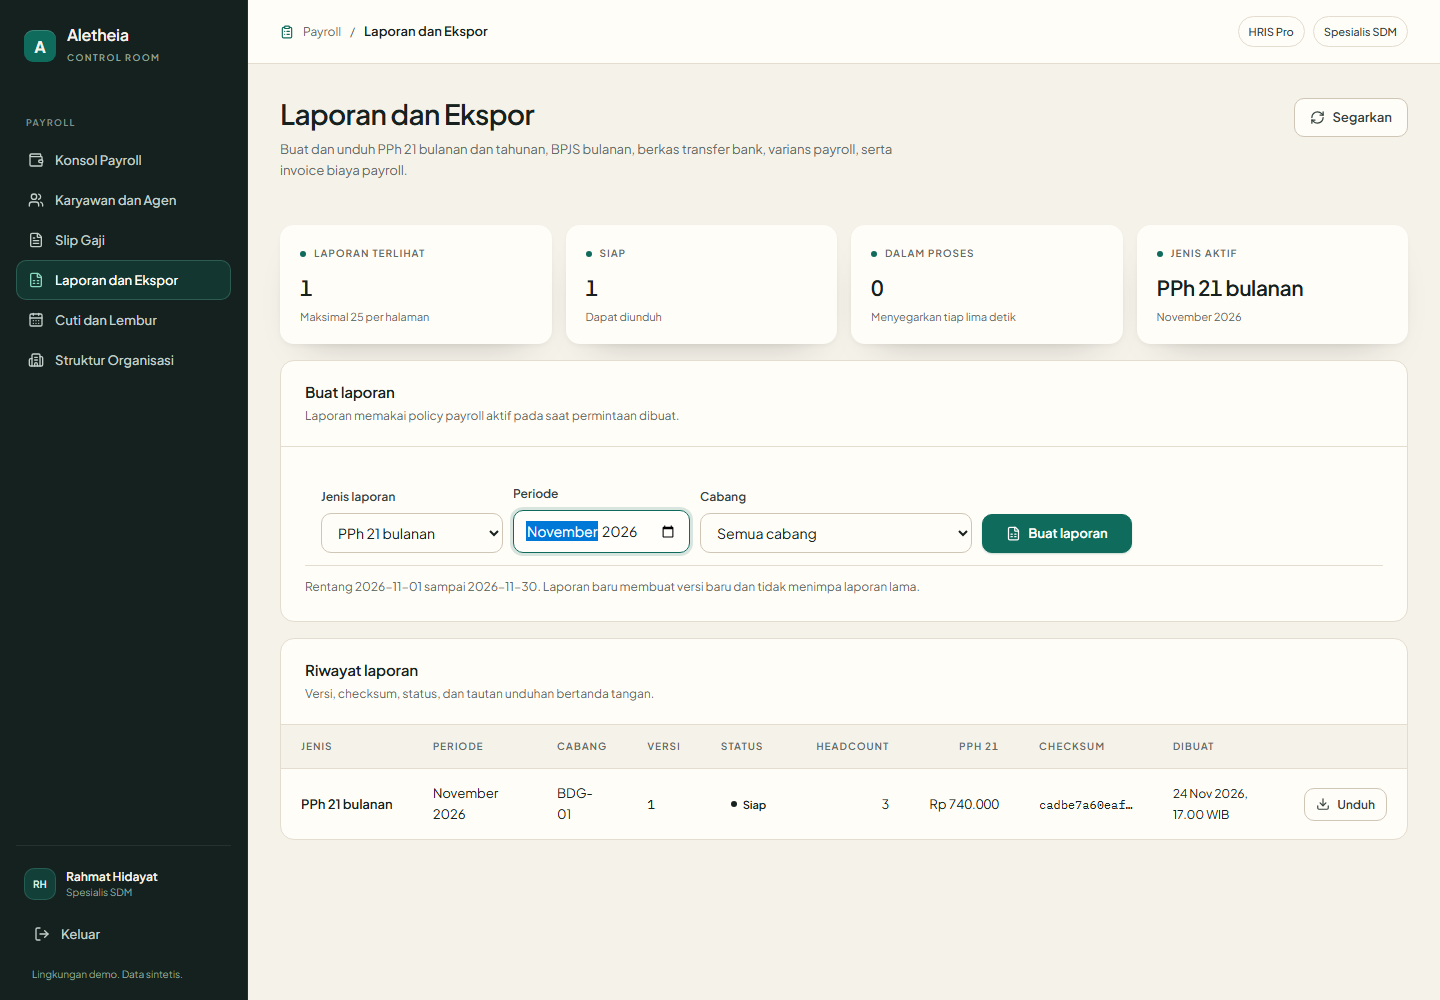 A
Aletheia
CONTROL ROOM
PAYROLL
Konsol Payroll
Karyawan dan Agen
Slip Gaji
Laporan dan Ekspor
Cuti dan Lembur
Struktur Organisasi
RH
Rahmat Hidayat
Spesialis SDM
Keluar
Lingkungan demo. Data sintetis.
Payroll / Laporan dan Ekspor
HRIS Pro
Spesialis SDM
Laporan dan Ekspor
Buat dan unduh PPh 21 bulanan dan tahunan, BPJS bulanan, berkas transfer bank, varians payroll, serta
invoice biaya payroll.
Segarkan
LAPORAN TERLIHAT
1
Maksimal 25 per halaman
SIAP
1
Dapat diunduh
DALAM PROSES
0
Menyegarkan tiap lima detik
JENIS AKTIF
PPh 21 bulanan
November 2026
Buat laporan
Laporan memakai policy payroll aktif pada saat permintaan dibuat.
Jenis laporan
PPh 21 bulanan
Periode
November 2026
Cabang
Semua cabang
Buat laporan
Rentang 2026-11-01 sampai 2026-11-30. Laporan baru membuat versi baru dan tidak menimpa laporan lama.
Riwayat laporan
Versi, checksum, status, dan tautan unduhan bertanda tangan.
JENIS PERIODE CABANG VERSI STATUS HEADCOUNT PPH 21 CHECKSUM DIBUAT
PPh 21 bulanan
November
2026
BDG-
01
1
Siap
3
Rp 740.000
cadbe7a60eaf…
24 Nov 2026,
17.00 WIB
Unduh